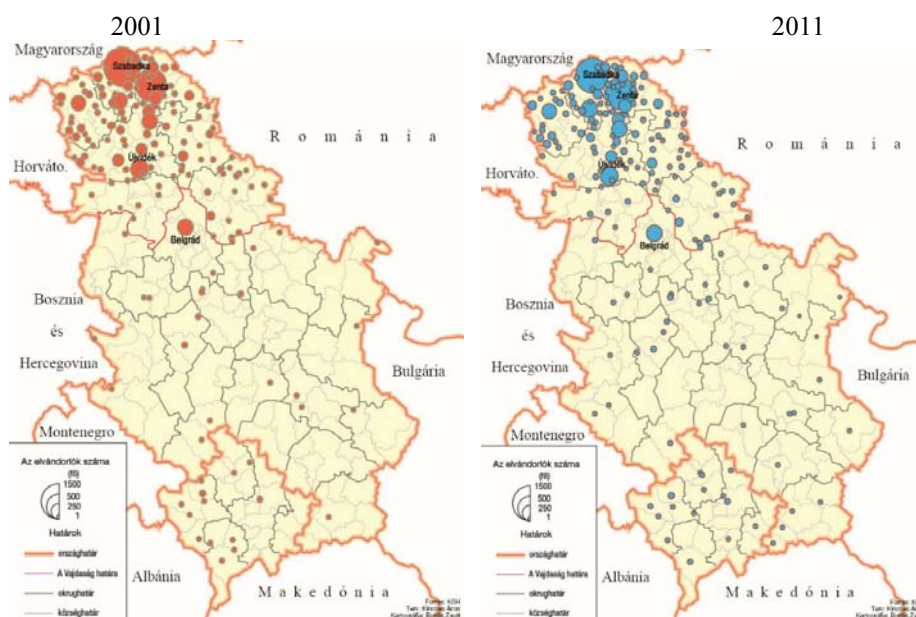 2001
Magyarország
Szabadka
Zenta
R o m á n i a
Horváto.
Újvidék
Belgrád
Bosznia
és
Hercegovina
Bulgária
Montenegro
Az elvándorlók száma
(fő)
1500
500
250
1
Határok
országhatár
A Vajdaság határa
okrughatár
községhatár
Albánia
M a k e d ó n i a
Forrás: KSH
2011
Magyarország
Szabadka
Zenta
R o m á n i a
Horváto.
Újvidék
Belgrád
Bosznia
és
Hercegovina
Bulgária
Montenegro
Az elvándorlók száma
(fő)
1500
500
250
1
Határok
országhatár
A Vajdaság határa
okrughatár
községhatár
Albánia
M a k e d ó n i a